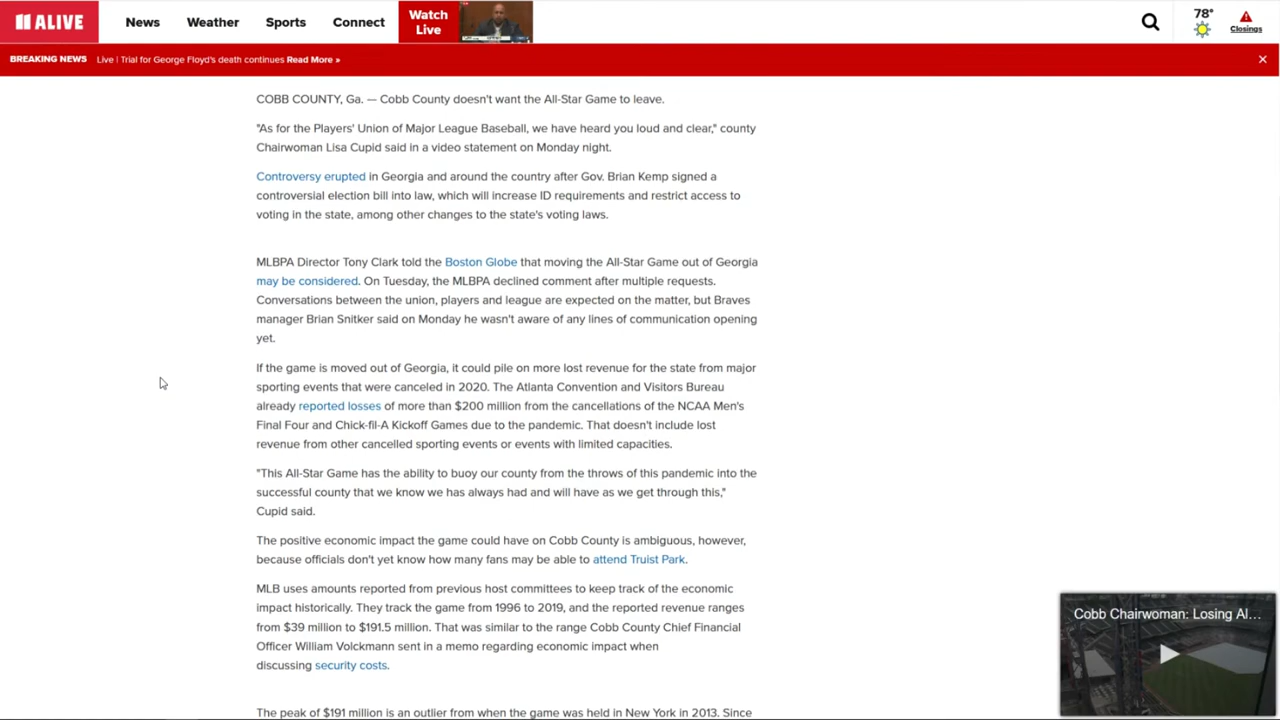 11 ALIVE
News
Weather
Sports
Connect
Watch
Live
78°
Closings
BREAKING NEWS Live | Trial for George Floyd's death continues Read More »
COBB COUNTY, Ga. — Cobb County doesn't want the All-Star Game to leave.
"As for the Players' Union of Major League Baseball, we have heard you loud and clear," county
Chairwoman Lisa Cupid said in a video statement on Monday night.
Controversy erupted in Georgia and around the country after Gov. Brian Kemp signed a
controversial election bill into law, which will increase ID requirements and restrict access to
voting in the state, among other changes to the state's voting laws.
MLBPA Director Tony Clark told the Boston Globe that moving the All-Star Game out of Georgia
may be considered. On Tuesday, the MLBPA declined comment after multiple requests.
Conversations between the union, players and league are expected on the matter, but Braves
manager Brian Snitker said on Monday he wasn't aware of any lines of communication opening
yet.
If the game is moved out of Georgia, it could pile on more lost revenue for the state from major
sporting events that were canceled in 2020. The Atlanta Convention and Visitors Bureau
already reported losses of more than $200 million from the cancellations of the NCAA Men's
Final Four and Chick-fil-A Kickoff Games due to the pandemic. That doesn't include lost
revenue from other cancelled sporting events or events with limited capacities.
"This All-Star Game has the ability to buoy our county from the throws of this pandemic into the
successful county that we know we has always had and will have as we get through this,"
Cupid said.
The positive economic impact the game could have on Cobb County is ambiguous, however,
because officials don't yet know how many fans may be able to attend Truist Park.
MLB uses amounts reported from previous host committees to keep track of the economic
impact historically. They track the game from 1996 to 2019, and the reported revenue ranges
from $39 million to $191.5 million. That was similar to the range Cobb County Chief Financial
Officer William Volckmann sent in a memo regarding economic impact when
discussing security costs.
Cobb Chairwoman: Losing Al...
The peak of $191 million is an outlier from when the game was held in New York in 2013. Since